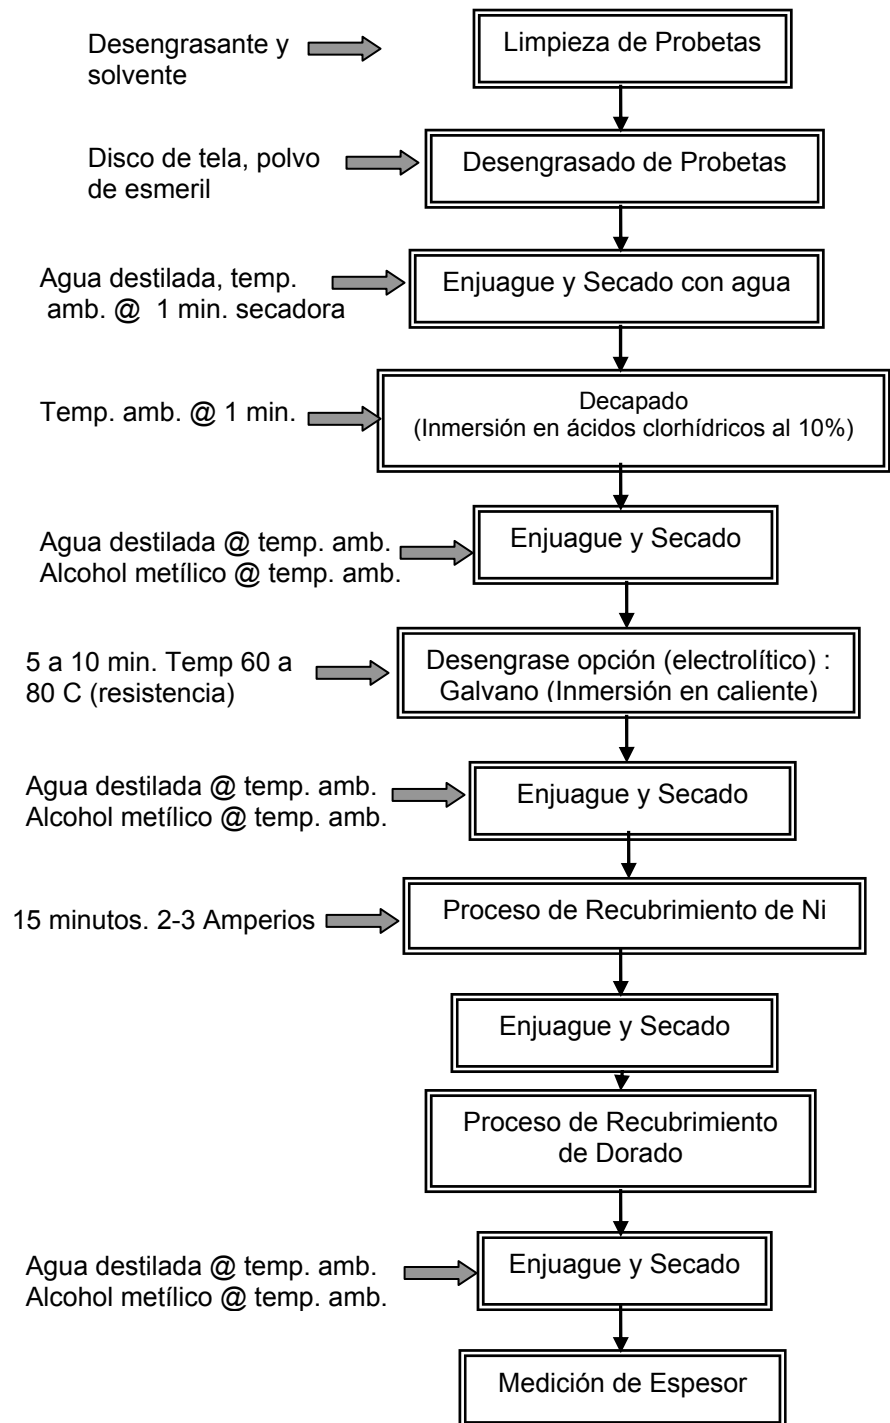 Desengrasante y
solvente
Limpieza de Probetas
Disco de tela, polvo
de esmeril
Desengrasado de Probetas
Agua destilada, temp.
amb. @ 1 min. secadora
Enjuague y Secado con agua
Temp. amb. @ 1 min.
Decapado
(Inmersión en ácidos clorhídricos al 10%)
Agua destilada @ temp. amb.
Alcohol metílico @ temp. amb.
Enjuague y Secado
5 a 10 min. Temp 60 a
80 C (resistencia)
Desengrase opción (electrolítico) :
Galvano (Inmersión en caliente)
Agua destilada @ temp. amb.
Alcohol metílico @ temp. amb.
Enjuague y Secado
15 minutos. 2-3 Amperios
Proceso de Recubrimiento de Ni
Enjuague y Secado
Proceso de Recubrimiento
de Dorado
Agua destilada @ temp. amb.
Alcohol metílico @ temp. amb.
Enjuague y Secado
Medición de Espesor